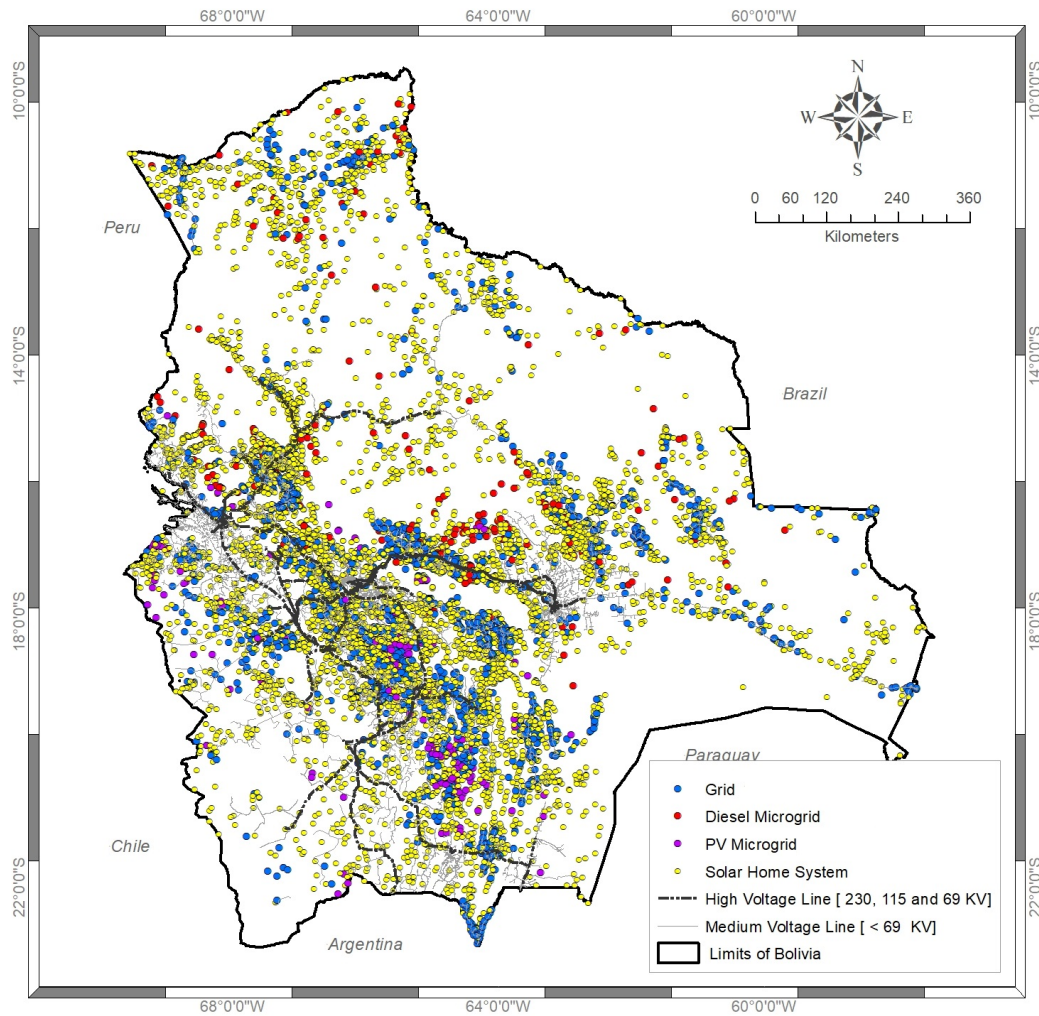 68°0'0"W 64°0'0"W 60°0'0"W
10°0'0"S 10°0'0"S
N
W E
S
0 60 120 240 360
Kilometers
Peru
14°0'0"S 14°0'0"S
Brazil
18°0'0"S 18°0'0"S
Paraguay
Grid
Diesel Microgrid
PV Microgrid
Solar Home System
High Voltage Line [ 230, 115 and 69 KV]
Medium Voltage Line [ < 69 KV]
Limits of Bolivia
Chile
22°0'0"S 22°0'0"S
Argentina
68°0'0"W 64°0'0"W 60°0'0"W